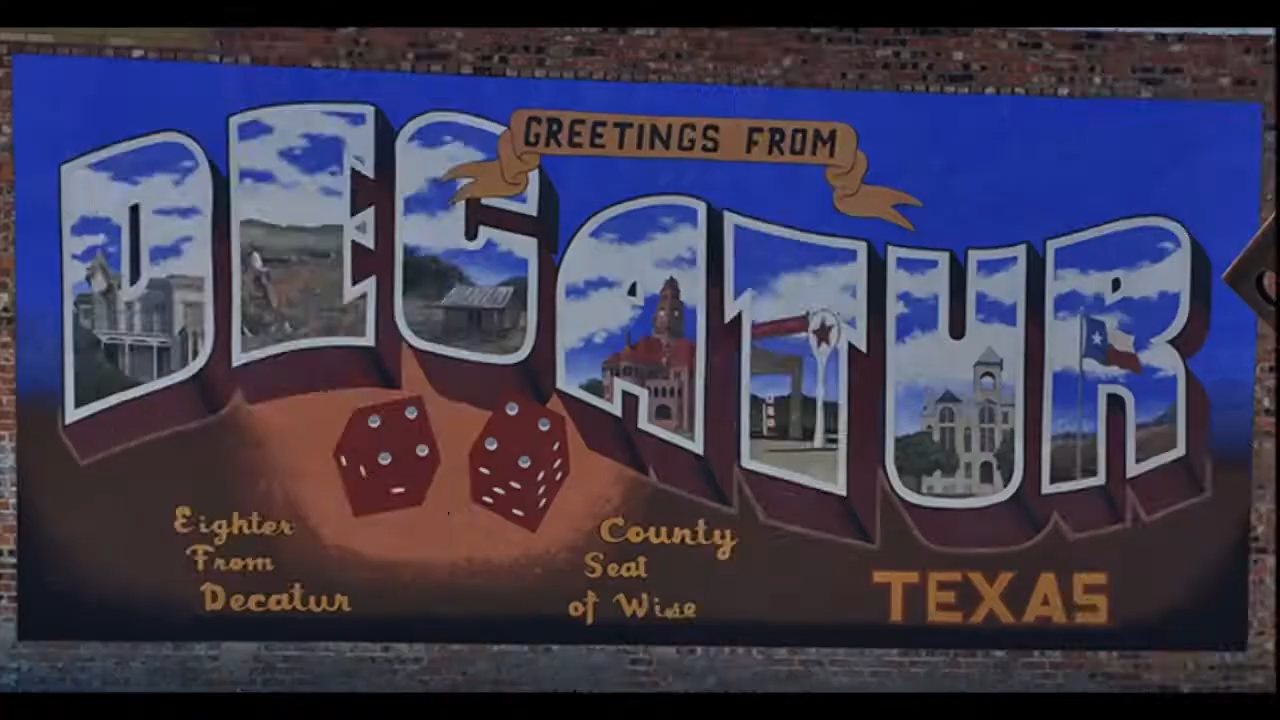 GREETINGS FROM
DECATUR
Eighter
From
Decatur
County
Seat
of Wise
TEXAS